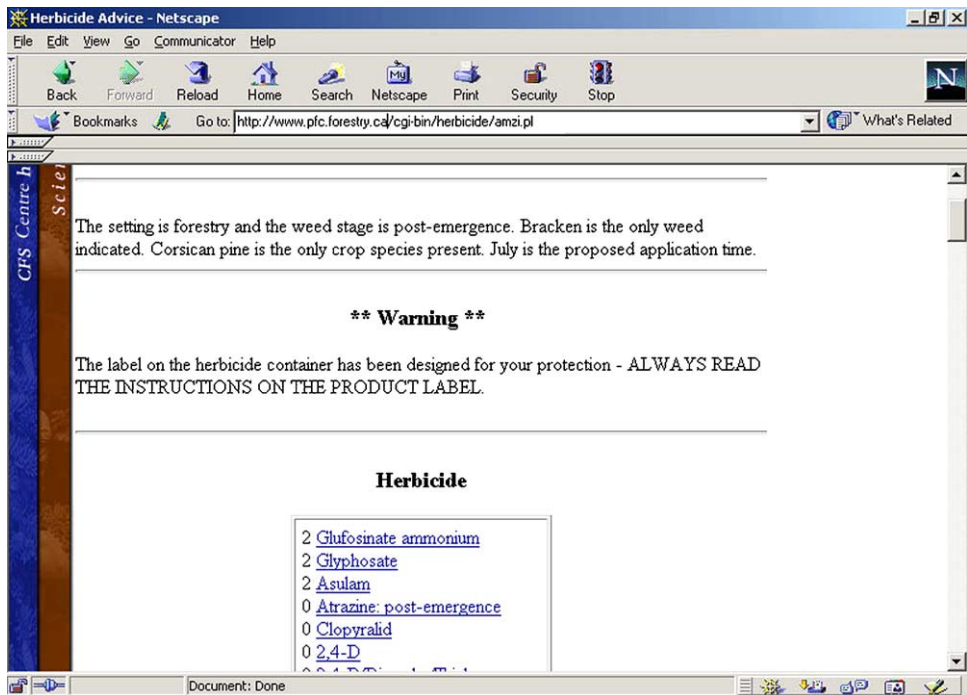 Herbicide Advice - Netscape
File Edit View Go Communicator Help
My
N
Back Forward Reload Home Search Netscape Print Security Stop
Bookmarks Go to: http://www.pfc.forestry.ca/cgi-bin/herbicide/amzi.pl What's Related
CFS Centre h
Scien
The setting is forestry and the weed stage is post-emergence. Bracken is the only weed
indicated. Corsican pine is the only crop species present. July is the proposed application time.
** Warning **
The label on the herbicide container has been designed for your protection - ALWAYS READ
THE INSTRUCTIONS ON THE PRODUCT LABEL.
Herbicide
2 Glufosinate ammonium
2 Glyphosate
2 Asulam
0 Atrazine: post-emergence
0 Clopyralid
0 2,4-D
Document: Done